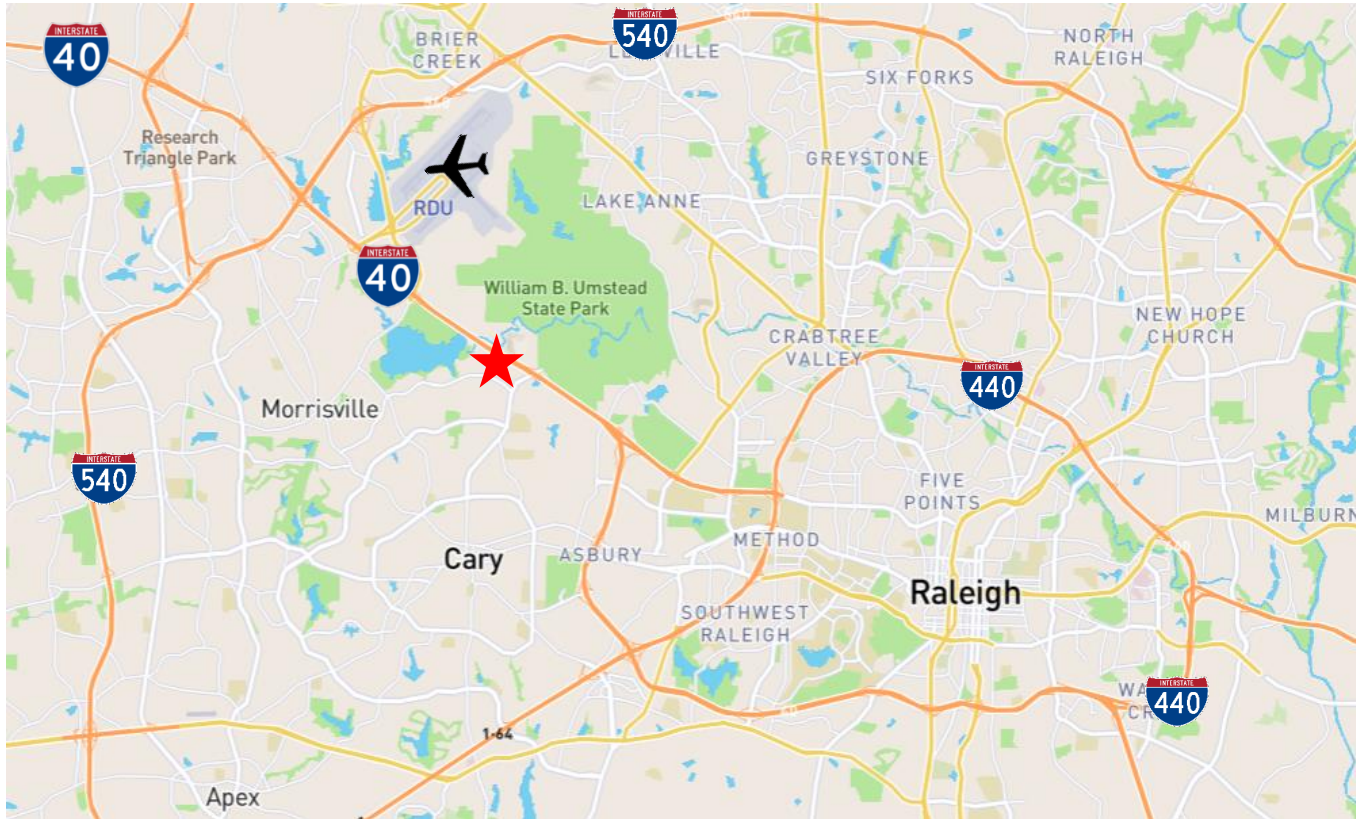 INTERSTATE
40
INTERSTATE
540
BRIER
CREEK
NORTH
RALEIGH
SIX FORKS
Research
Triangle Park
GREYSTONE
RDU
LAKE ANNE
INTERSTATE
40
William B. Umstead
State Park
CRABTREE
VALLEY
NEW HOPE
CHURCH
INTERSTATE
440
Morrisville
INTERSTATE
540
FIVE
POINTS
MILBURN
METHOD
Cary
ASBURY
Raleigh
SOUTHWEST
RALEIGH
INTERSTATE
440
1-64
Apex